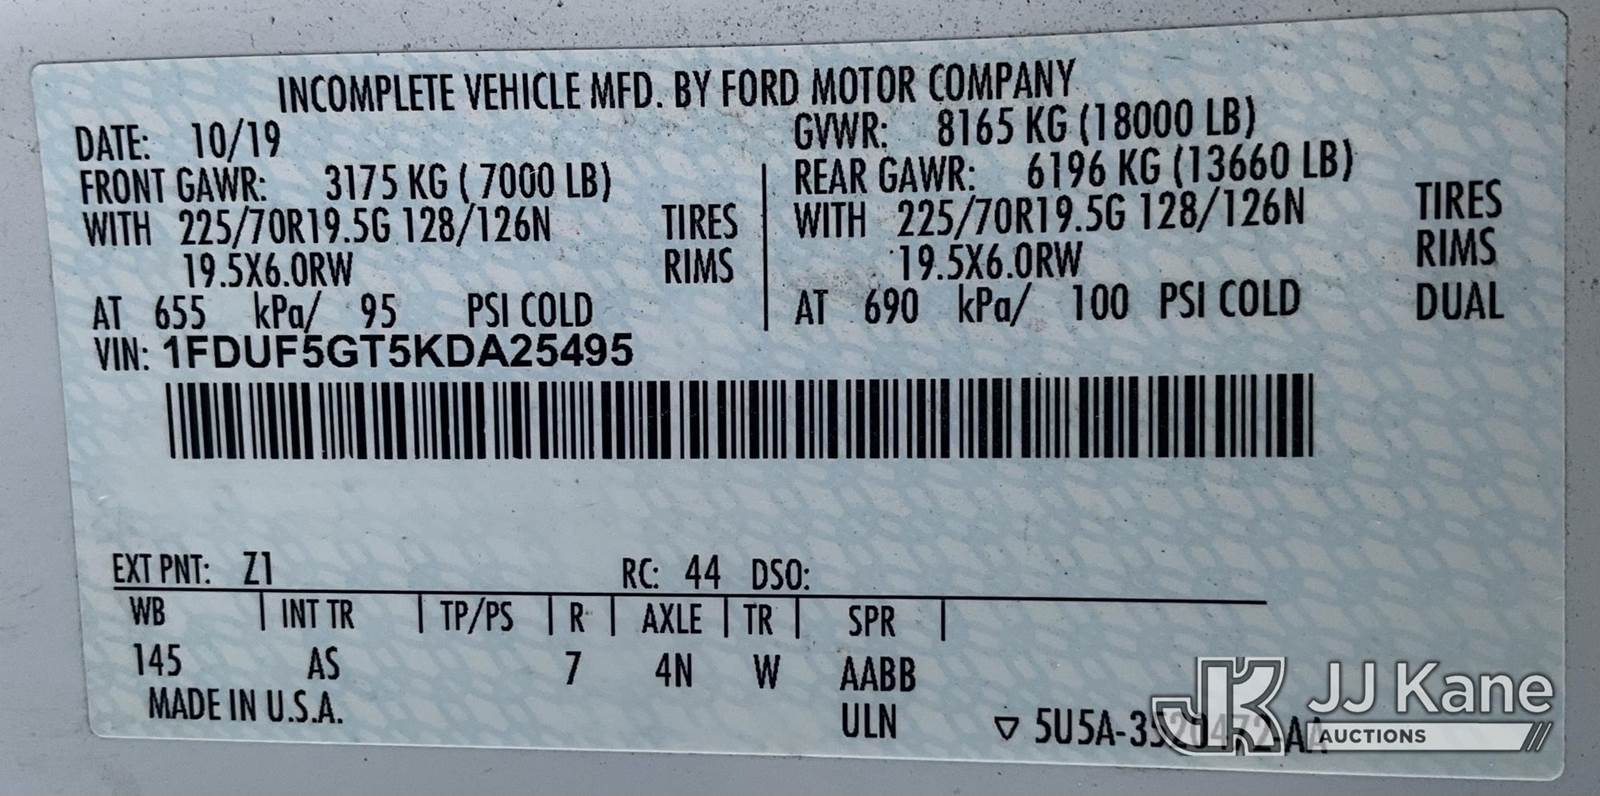 INCOMPLETE VEHICLE MFD. BY FORD MOTOR COMPANY
DATE: 10/19 GVWR: 8165 KG (18000 LB)
FRONT GAWR: 3175 KG ( 7000 LB) REAR GAWR: 6196 KG (13660 LB)
WITH 225/70R19.5G 128/126N TIRES WITH 225/70R19.5G 128/126N TIRES
19.5X6.0RW RIMS 19.5X6.0RW RIMS
AT 655 kPa/ 95 PSI COLD AT 690 kPa/ 100 PSI COLD DUAL
VIN: 1FDUF5GT5KDA25495
EXT PNT: Z1 RC: 44 DSO:
WB | INT TR | TP/PS | R | AXLE | TR | SPR |
145 AS 7 4N W AABB
MADE IN U.S.A. ULN ▽ 5U5A-3520472-AA
JK JJ Kane
AUCTIONS